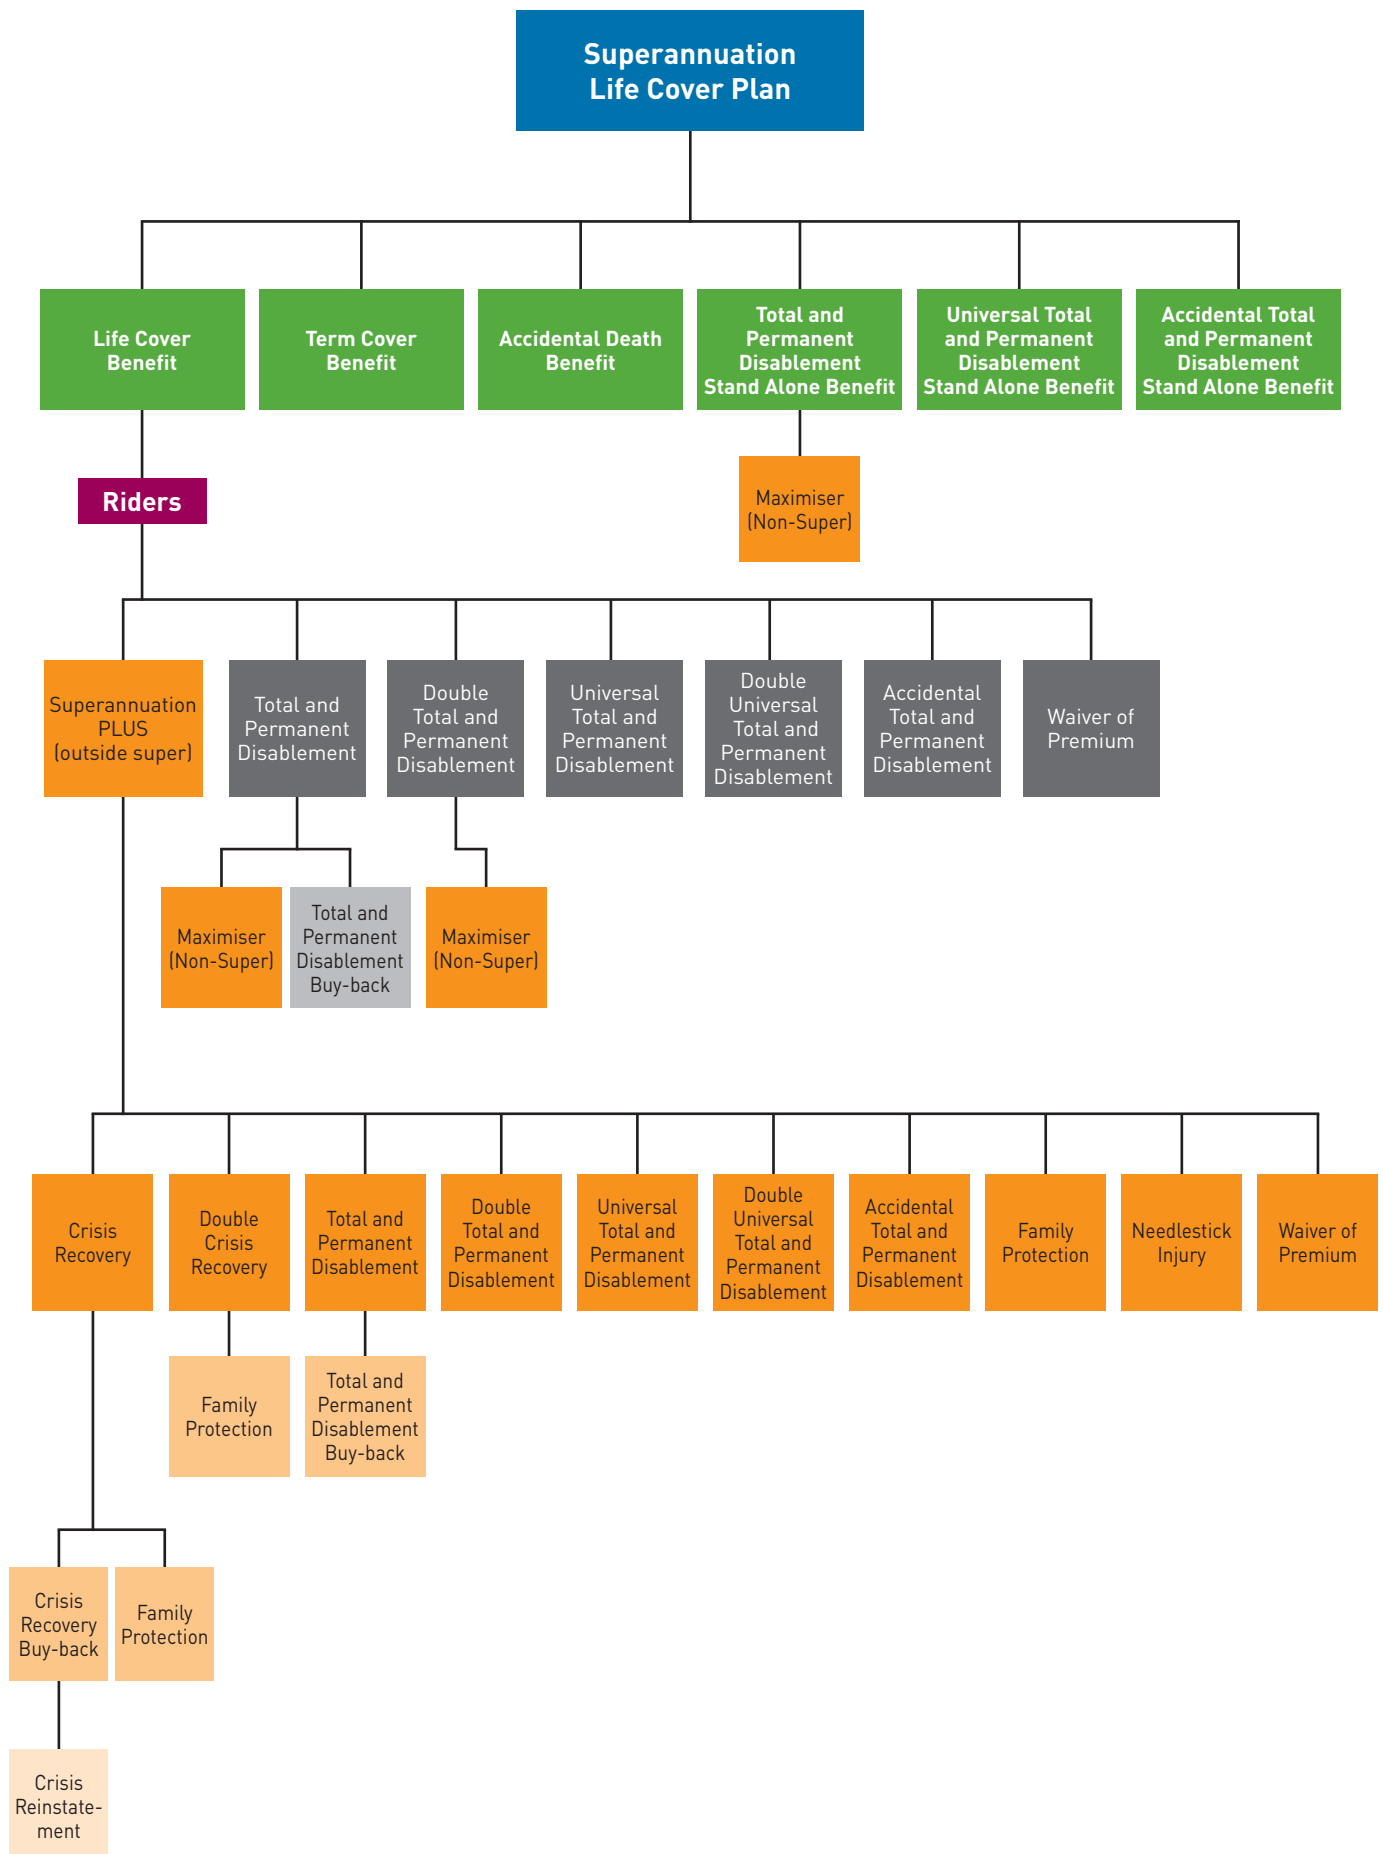 Superannuation
Life Cover Plan
Life Cover
Benefit
Term Cover
Benefit
Accidental Death
Benefit
Total and
Permanent
Disablement
Stand Alone Benefit
Universal Total
and Permanent
Disablement
Stand Alone Benefit
Accidental Total
and Permanent
Disablement
Stand Alone Benefit
Riders
Maximiser
(Non-Super)
Superannuation
PLUS
(outside super)
Total and
Permanent
Disablement
Double
Total and
Permanent
Disablement
Universal
Total and
Permanent
Disablement
Double
Universal
Total and
Permanent
Disablement
Accidental
Total and
Permanent
Disablement
Waiver of
Premium
Maximiser
(Non-Super)
Total and
Permanent
Disablement
Buy-back
Maximiser
(Non-Super)
Crisis
Recovery
Double
Crisis
Recovery
Total and
Permanent
Disablement
Double
Total and
Permanent
Disablement
Universal
Total and
Permanent
Disablement
Double
Universal
Total and
Permanent
Disablement
Accidental
Total and
Permanent
Disablement
Family
Protection
Needlestick
Injury
Waiver of
Premium
Family
Protection
Total and
Permanent
Disablement
Buy-back
Crisis
Recovery
Buy-back
Family
Protection
Crisis
Reinstate-
ment